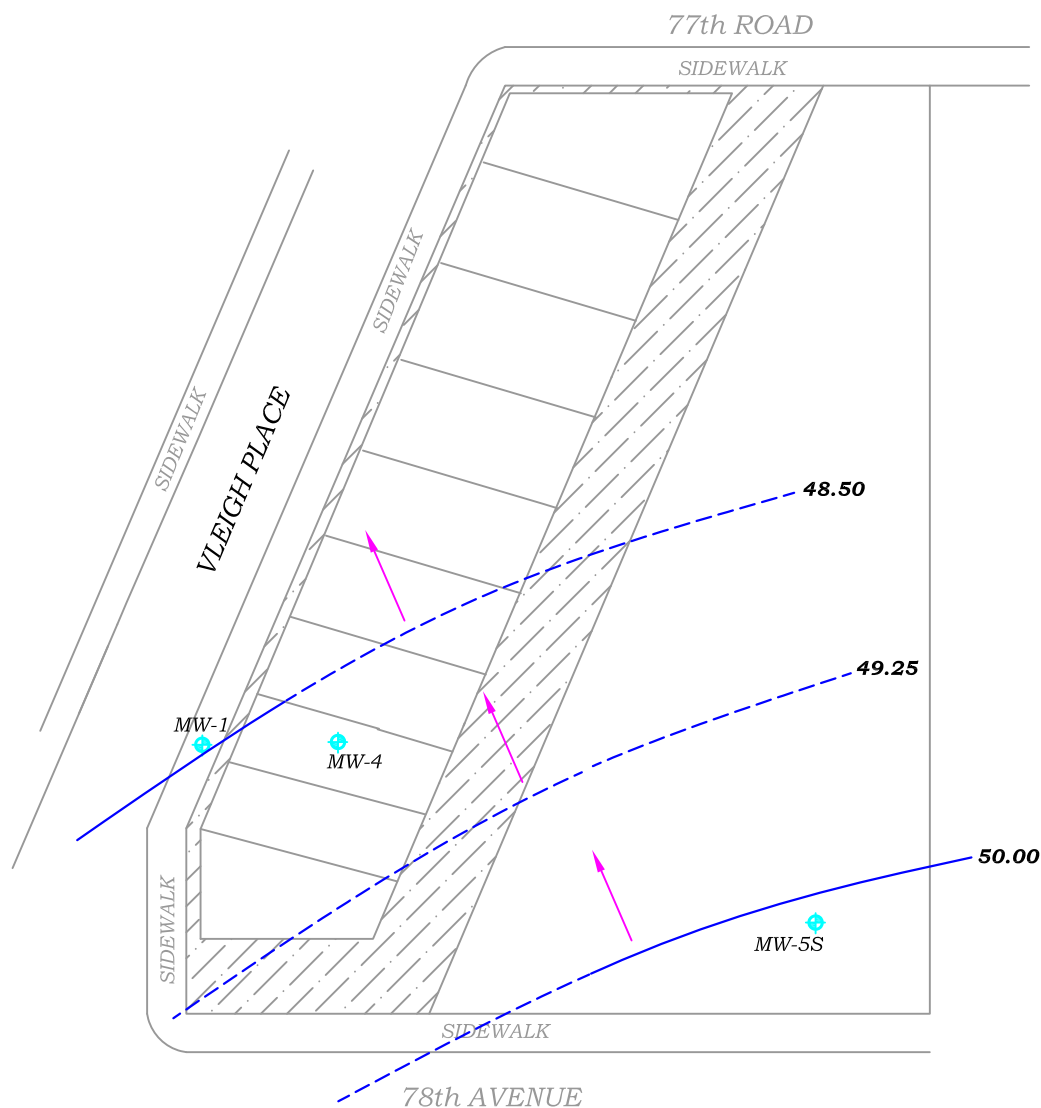 77th ROAD
SIDEWALK
SIDEWALK
SIDEWALK
VLEIGH PLACE
48.50
49.25
MW-1
MW-4
50.00
SIDEWALK
MW-5S
SIDEWALK
78th AVENUE